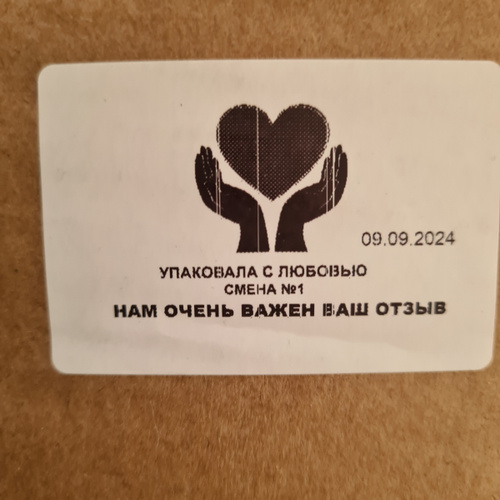 09.09.2024
УПАКОВАЛА С ЛЮБОВЬЮ
СМЕНА №1
НАМ ОЧЕНЬ ВАЖЕН ВАШ ОТЗЫВ